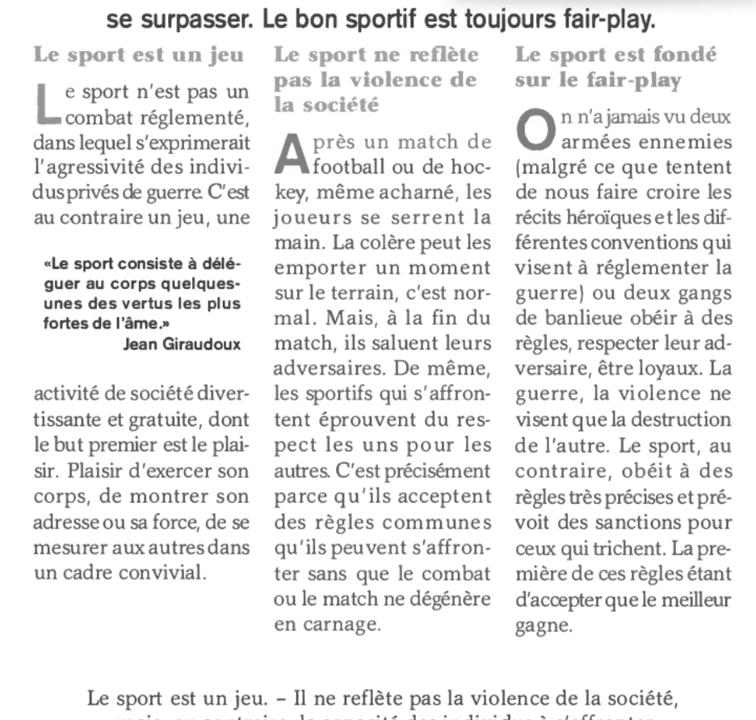 se surpasser. Le bon sportif est toujours fair-play.
Le sport est un jeu
Le sport n'est pas un
combat réglementé,
dans lequel s'exprimerait
l'agressivité des indivi-
dus privés de guerre. C'est
au contraire un jeu, une
«Le sport consiste à délé-
guer au corps quelques-
unes des vertus les plus
fortes de l'âme.»
Jean Giraudoux
activité de société diver-
tissante et gratuite, dont
le but premier est le plai-
sir. Plaisir d'exercer son
corps, de montrer son
adresse ou sa force, de se
mesurer aux autres dans
un cadre convivial.
Le sport ne reflète
pas la violence de
la société
Après un match de
football ou de hoc-
key, même acharné, les
joueurs se serrent la
main. La colère peut les
emporter un moment
sur le terrain, c'est nor-
mal. Mais, à la fin du
match, ils saluent leurs
adversaires. De même,
les sportifs qui s'affron-
tent éprouvent du res-
pect les uns pour les
autres. C'est précisément
parce qu'ils acceptent
des règles communes
qu'ils peuvent s'affron-
ter sans que le combat
ou le match ne dégénère
en carnage.
Le sport est fondé
sur le fair-play
On n'a jamais vu deux
armées ennemies
(malgré ce que tentent
de nous faire croire les
récits héroïques et les dif-
férentes conventions qui
visent à réglementer la
guerre) ou deux gangs
de banlieue obéir à des
règles, respecter leur ad-
versaire, être loyaux. La
guerre, la violence ne
visent que la destruction
de l'autre. Le sport, au
contraire, obéit à des
règles très précises et pré-
voit des sanctions pour
ceux qui trichent. La pre-
mière de ces règles étant
d'accepter que le meilleur
gagne.
Le sport est un jeu. – Il ne reflète pas la violence de la société,
mais, au contraire, la capacité des individus à s'affronter